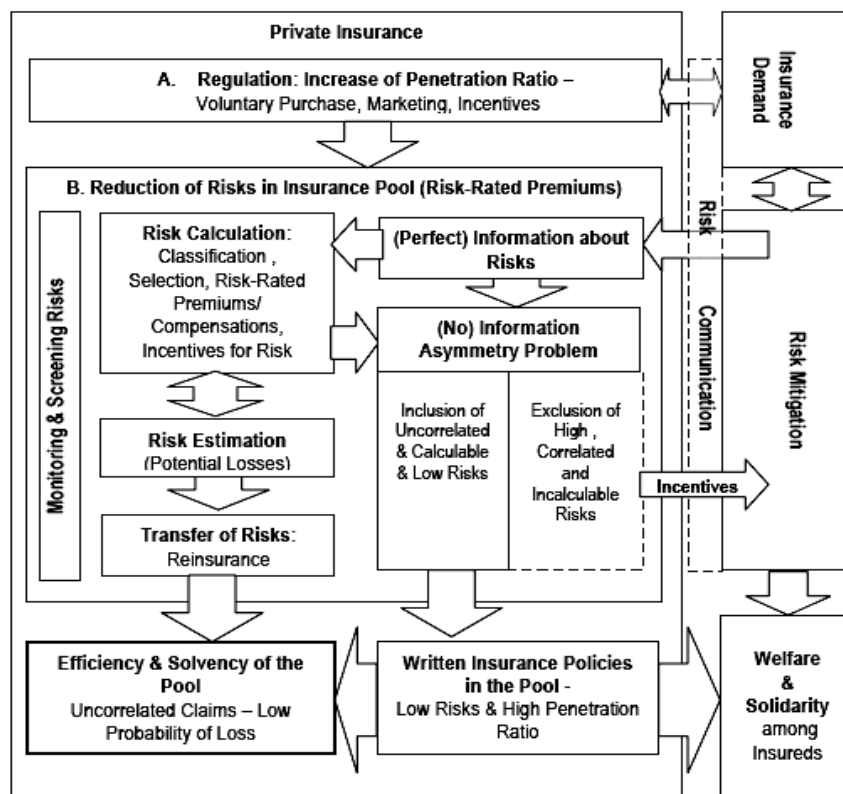 Private Insurance
A. Regulation: Increase of Penetration Ratio –
Voluntary Purchase, Marketing, Incentives
Insurance
Demand
B. Reduction of Risks in Insurance Pool (Risk-Rated Premiums)
Monitoring & Screening Risks
Risk Calculation:
Classification ,
Selection, Risk-Rated
Premiums/
Compensations,
Incentives for Risk
(Perfect) Information about
Risks
(No) Information
Asymmetry Problem
Inclusion of
Uncorrelated
& Calculable
& Low Risks
Exclusion of
High ,
Correlated
and
Incalculable
Risks
Risk Estimation
(Potential Losses)
Transfer of Risks:
Reinsurance
Risk Communication
Incentives
Risk Mitigation
Efficiency & Solvency of the
Pool
Uncorrelated Claims – Low
Probability of Loss
Written Insurance Policies
in the Pool -
Low Risks & High Penetration
Ratio
Welfare
&
Solidarity
among
Insureds